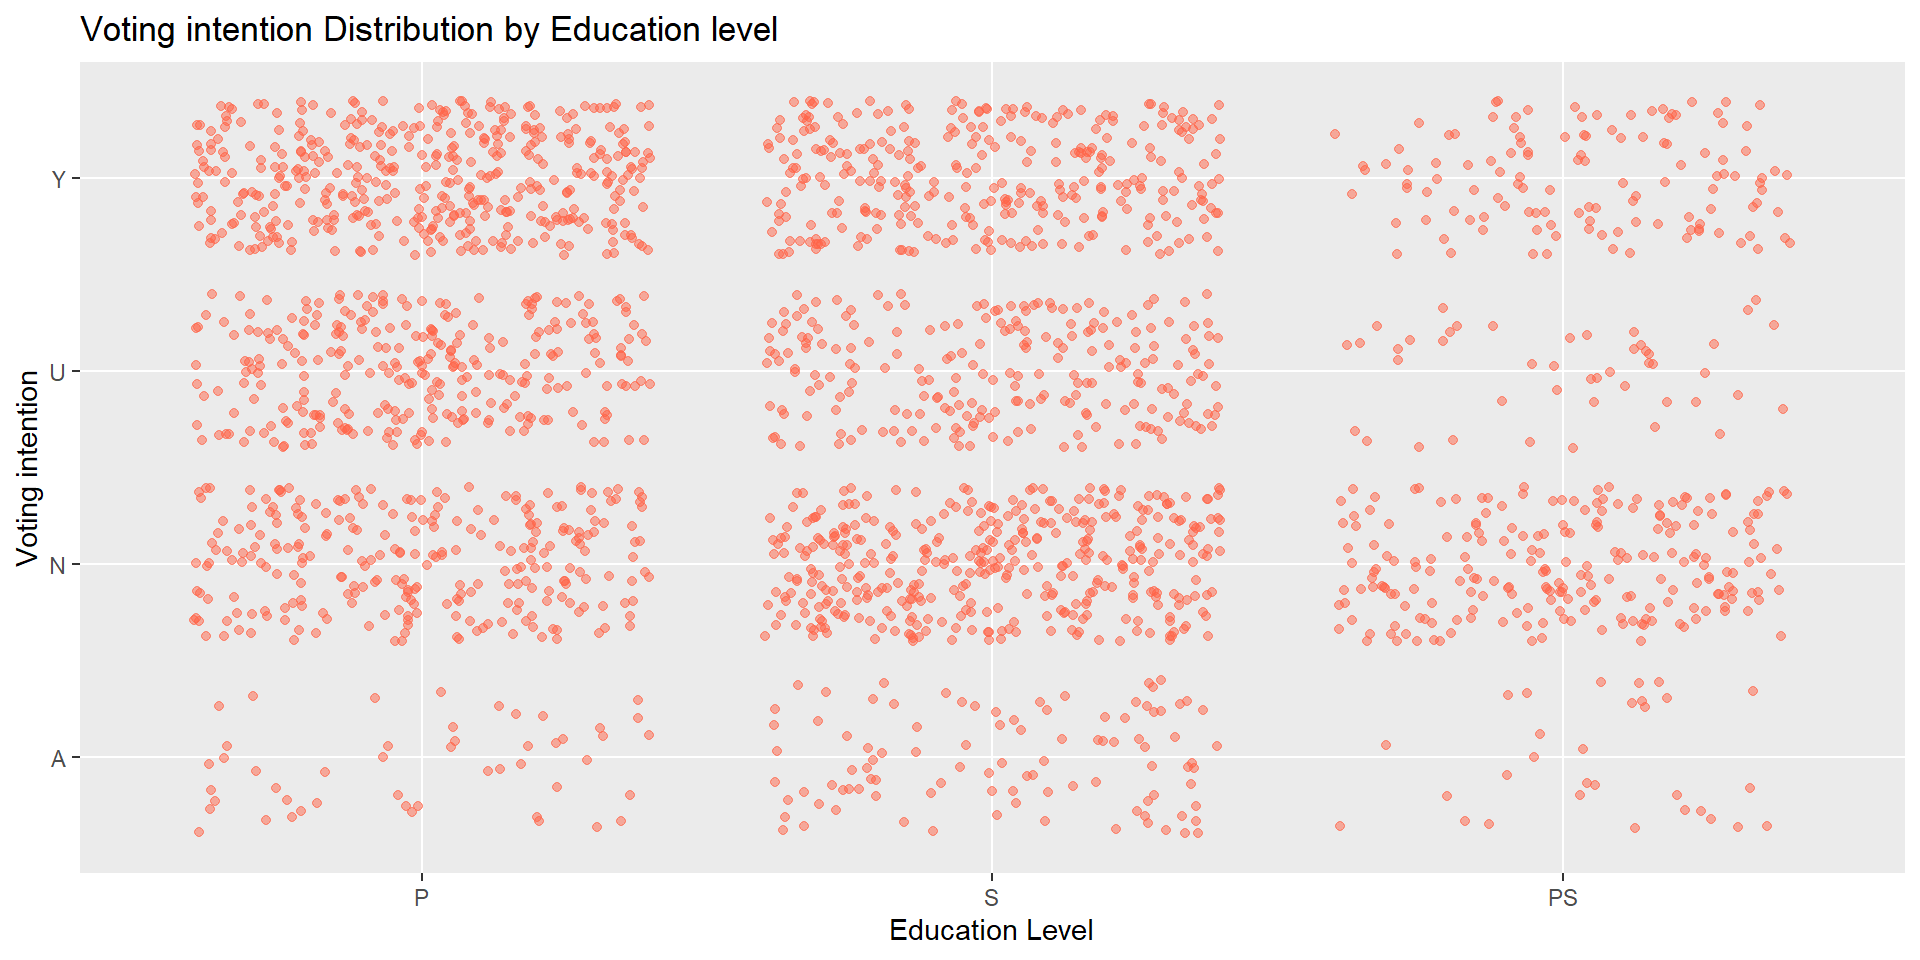 Voting intention Distribution by Education level
Voting intention
Y
U
N
A
P
S
PS
Education Level